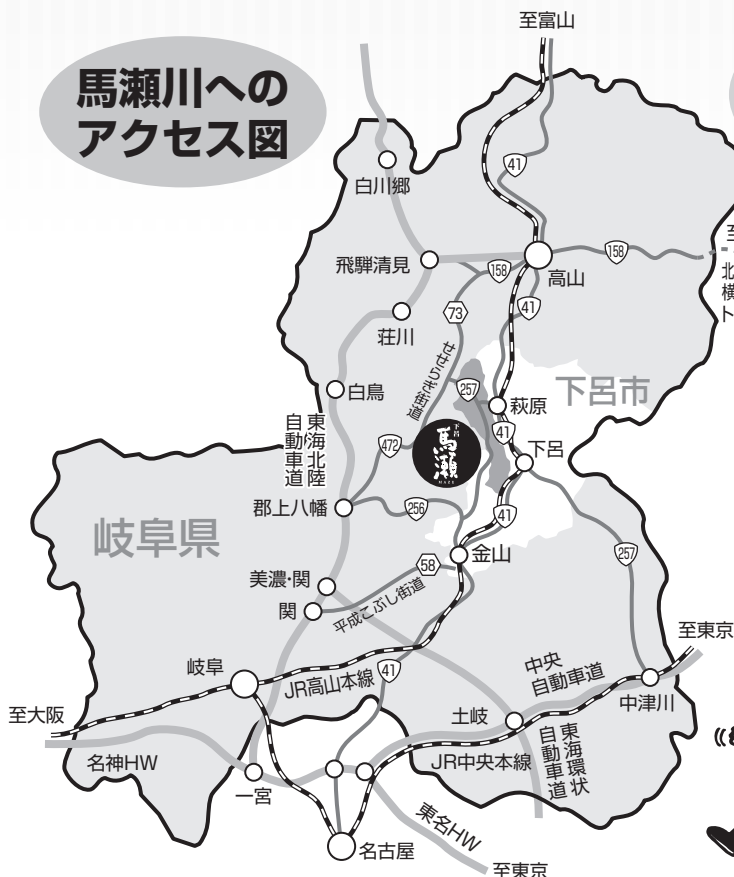 馬瀬川への
アクセス図
至富山
41
白川郷
飛騨清見
158
高山
158
至
北
横
ト
73
41
荘川
せせらぎ街道
257
下呂市
白鳥
萩原
41
東海北陸
自動車道
472
下呂
馬瀬
下呂
郡上八幡
256
41
岐阜県
58
金山
257
美濃・関
関
平成こぶし街道
至東京
岐阜
JR高山本線
41
中央
自動車道
中津川
至大阪
土岐
名神HW
JR中央本線
東海環状
自動車道
一宮
東名HW
名古屋
至東京